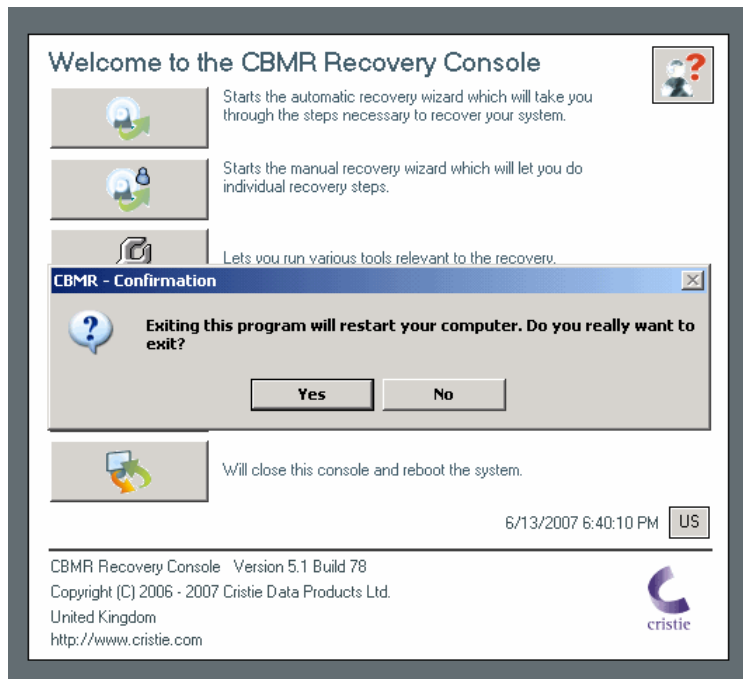 Welcome to the CBMR Recovery Console
Starts the automatic recovery wizard which will take you
through the steps necessary to recover your system.
Starts the manual recovery wizard which will let you do
individual recovery steps.
Lets you run various tools relevant to the recovery.
CBMR - Confirmation
Exiting this program will restart your computer. Do you really want to
exit?
Yes
No
Will close this console and reboot the system.
6/13/2007 6:40:10 PM
US
CBMR Recovery Console Version 5.1 Build 78
Copyright (C) 2006 - 2007 Cristie Data Products Ltd.
United Kingdom
http://www.cristie.com
cristie